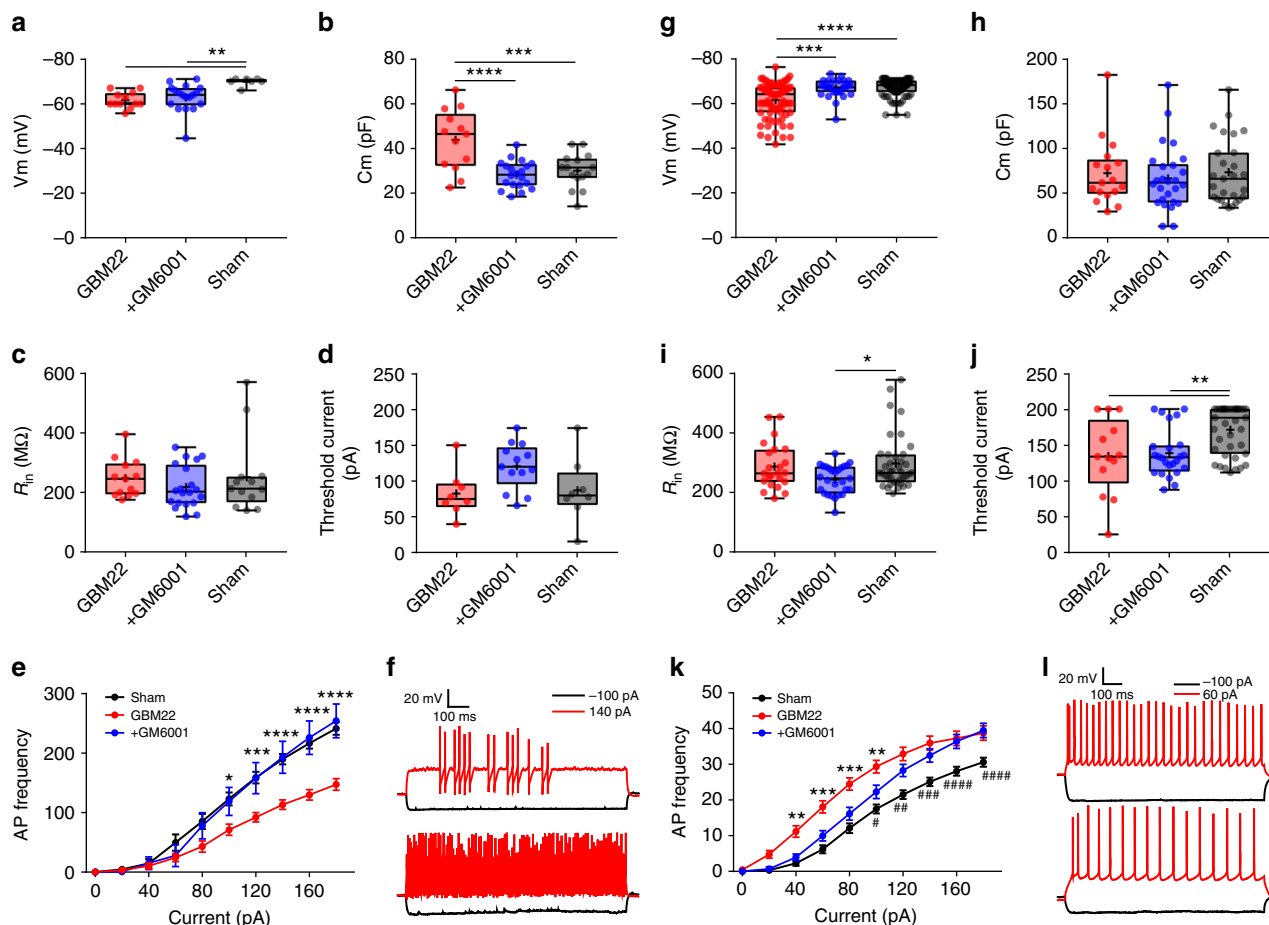 a
**
Vm (mV)
–80
–60
–40
–20
–0
GBM22
+GM6001
Sham
b
***
****
Cm (pF)
80
60
40
20
0
GBM22
+GM6001
Sham
g
****
***
Vm (mV)
–80
–60
–40
–20
–0
GBM22
+GM6001
Sham
h
Cm (pF)
200
150
100
50
0
GBM22
+GM6001
Sham
c
Rin (MΩ)
600
400
200
0
GBM22
+GM6001
Sham
d
Threshold current
(pA)
250
200
150
100
50
0
GBM22
+GM6001
Sham
i
*
Rin (MΩ)
600
400
200
0
GBM22
+GM6001
Sham
j
**
Threshold current
(pA)
250
200
150
100
50
0
GBM22
+GM6001
Sham
e
Sham
GBM22
+GM6001
* *** **** **** ****
AP frequency
300
200
100
0
0 40 80 120 160
Current (pA)
f
20 mV
100 ms
–100 pA
140 pA
k
Sham
GBM22
+GM6001
** *** *** **
# ## ### #### ####
AP frequency
50
40
30
20
10
0
0 40 80 120 160
Current (pA)
l
20 mV
100 ms
–100 pA
60 pA